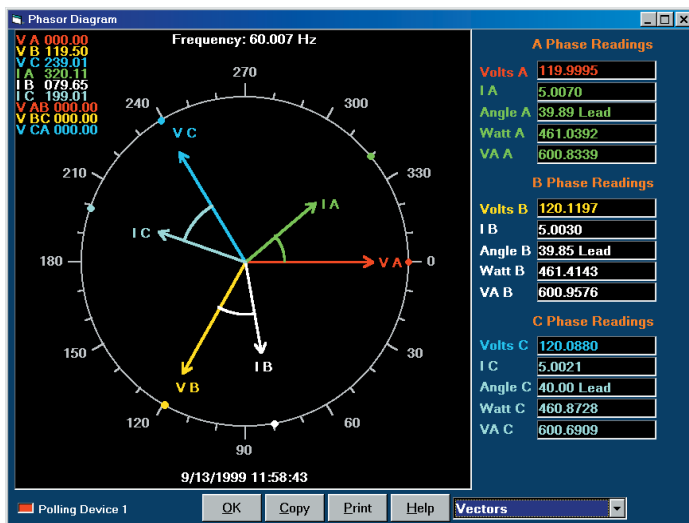 Phasor Diagram
V A 000.00
V B 119.50
V C 239.01
I A 320.11
I B 079.65
I C 199.01
V AB 000.00
V BC 000.00
V CA 000.00
Frequency: 60.007 Hz
270
240
300
V C
210
330
I A
I C
180
V A
0
150
30
I B
V B
120
60
90
9/13/1999 11:58:43
A Phase Readings
Volts A 119.9995
I A 5.0070
Angle A 39.89 Lead
Watt A 461.0392
VA A 600.8339
B Phase Readings
Volts B 120.1197
I B 5.0030
Angle B 39.85 Lead
Watt B 461.4143
VA B 600.9576
C Phase Readings
Volts C 120.0880
I C 5.0021
Angle C 40.00 Lead
Watt C 460.8728
VA C 600.6909
Polling Device 1
OK
Copy
Print
Help
Vectors